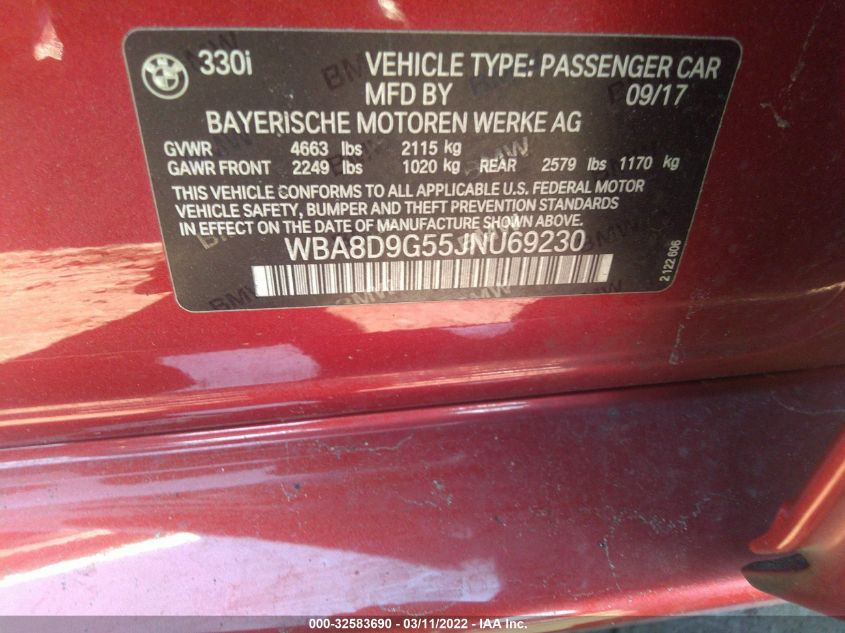 BMW 330i VEHICLE TYPE: PASSENGER CAR
MFD BY 09/17
BAYERISCHE MOTOREN WERKE AG
GVWR 4663 lbs 2115 kg
GAWR FRONT 2249 lbs 1020 kg REAR 2579 lbs 1170 kg
THIS VEHICLE CONFORMS TO ALL APPLICABLE U.S. FEDERAL MOTOR
VEHICLE SAFETY, BUMPER AND THEFT PREVENTION STANDARDS
IN EFFECT ON THE DATE OF MANUFACTURE SHOWN ABOVE.
WBA8D9G55JNU69230
2 122 606
000-32583690 - 03/11/2022 - © IAA Inc.